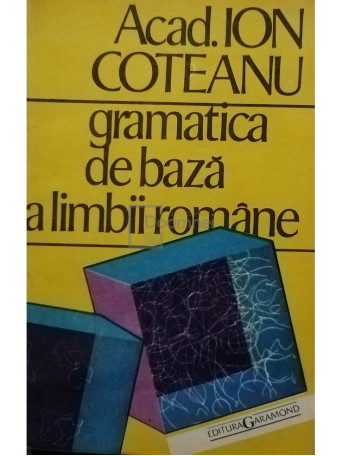 Acad. ION
COTEANU
gramatica
de bază
a limbii române
EDITURA GARAMOND